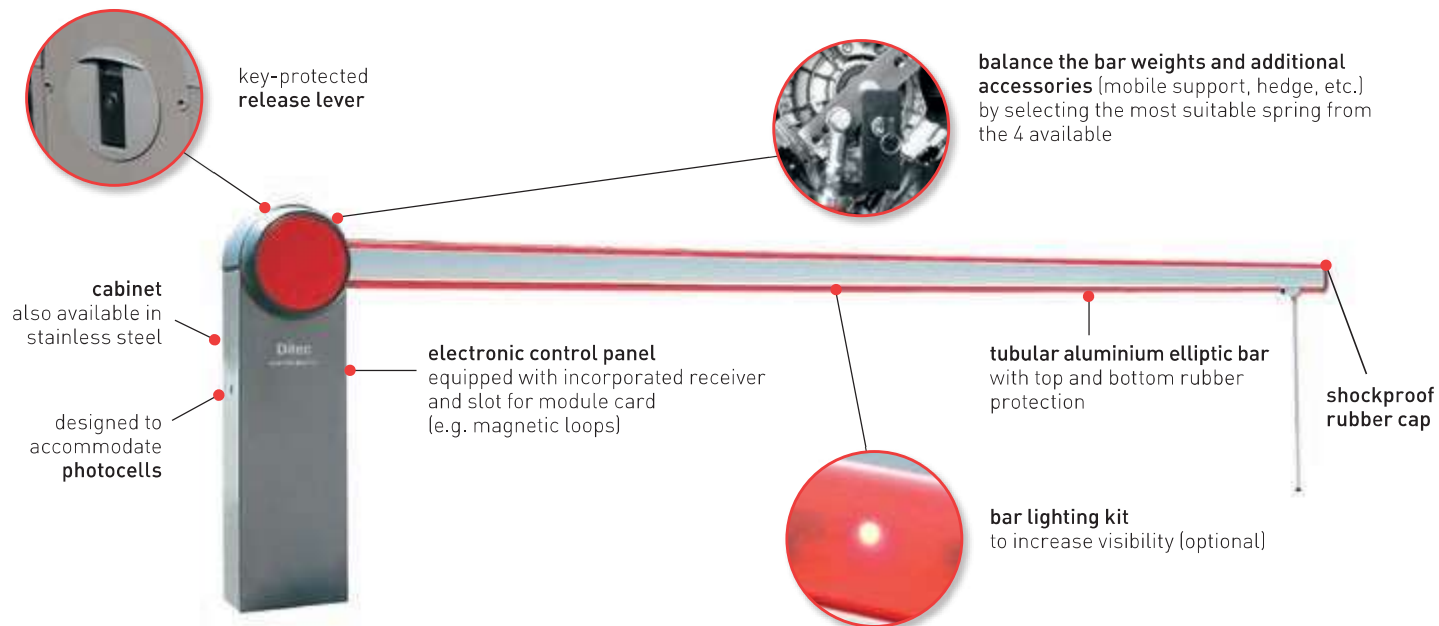 key-protected
release lever
balance the bar weights and additional
accessories (mobile support, hedge, etc.)
by selecting the most suitable spring from
the 4 available
cabinet
also available in
stainless steel
Ditec
electronic control panel
equipped with incorporated receiver
and slot for module card
(e.g. magnetic loops)
tubular aluminium elliptic bar
with top and bottom rubber
protection
shockproof
rubber cap
designed to
accommodate
photocells
bar lighting kit
to increase visibility (optional)